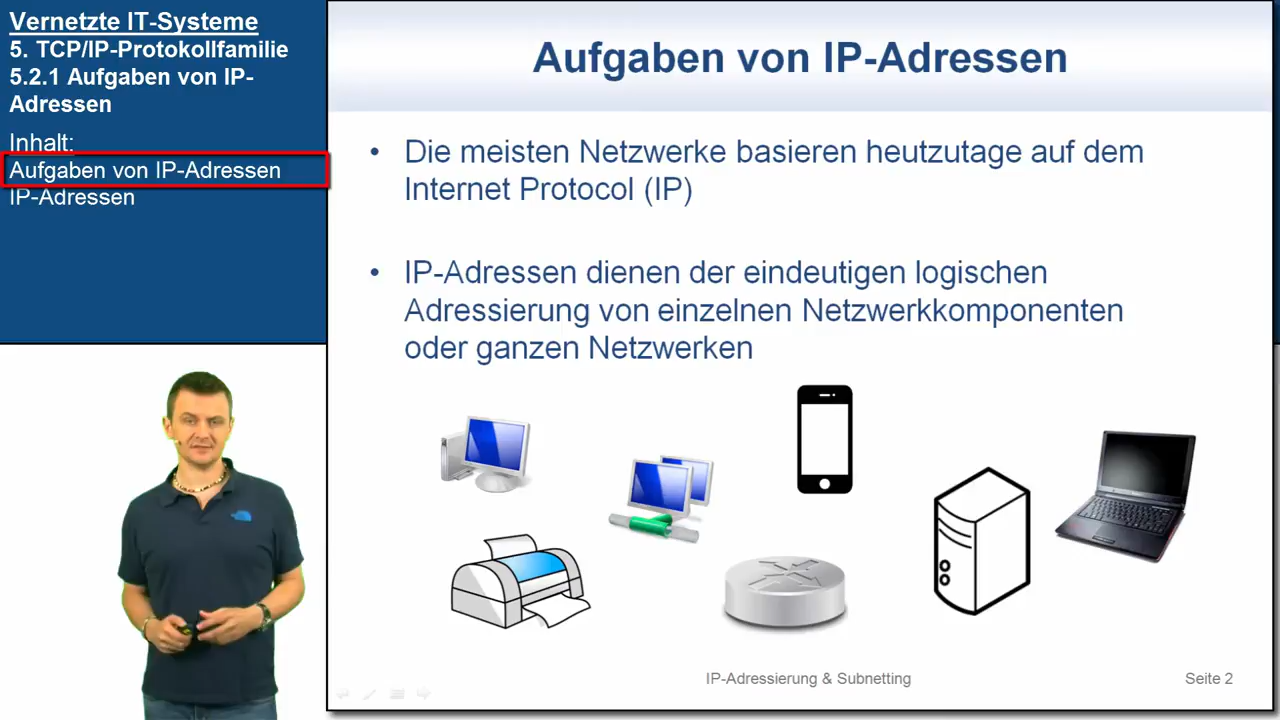 Vernetzte IT-Systeme
5. TCP/IP-Protokollfamilie
5.2.1 Aufgaben von IP-
Adressen
Inhalt:
Aufgaben von IP-Adressen
IP-Adressen
Aufgaben von IP-Adressen
• Die meisten Netzwerke basieren heutzutage auf dem
Internet Protocol (IP)
• IP-Adressen dienen der eindeutigen logischen
Adressierung von einzelnen Netzwerkkomponenten
oder ganzen Netzwerken
IP-Adressierung & Subnetting
Seite 2